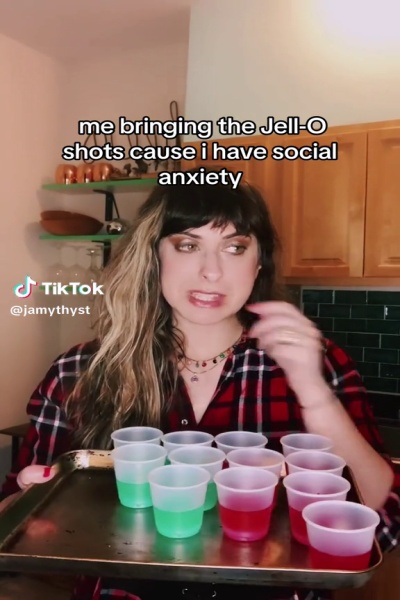 me bringing the Jell-O
shots cause i have social
anxiety
TikTok
@jamythyst